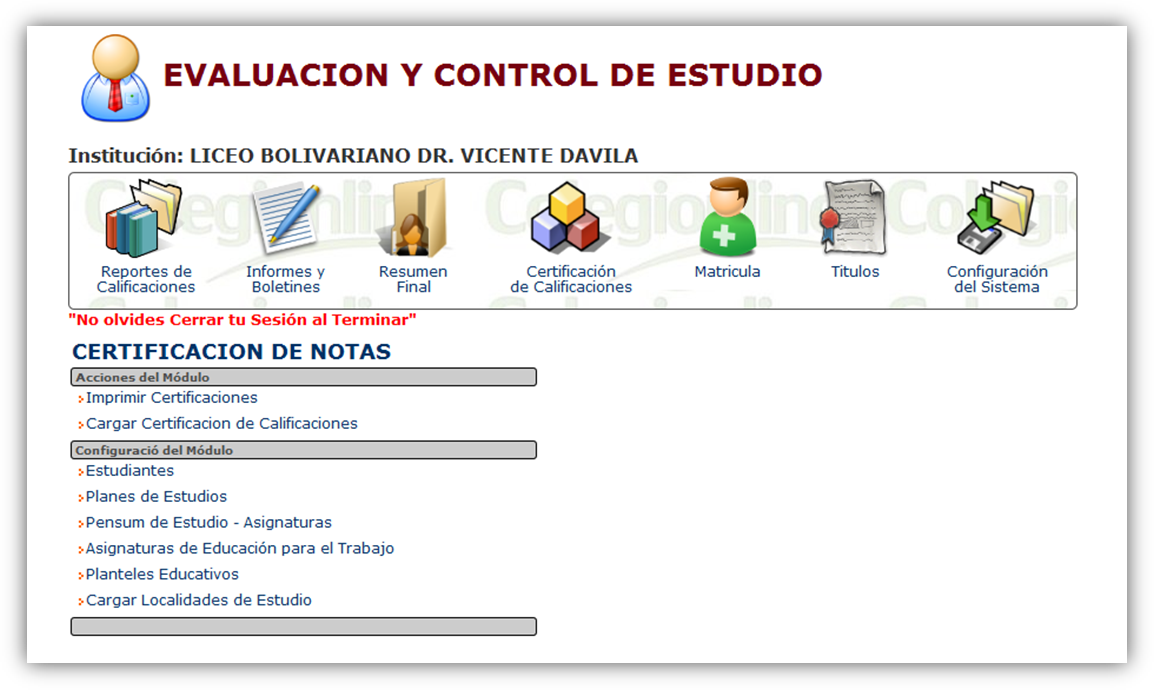 EVALUACION Y CONTROL DE ESTUDIO
Institución: LICEO BOLIVARIANO DR. VICENTE DAVILA
Reportes de
Calificaciones
Informes y
Boletines
Resumen
Final
Certificación
de Calificaciones
Matricula
Titulos
Configuración
del Sistema
"No olvides Cerrar tu Sesión al Terminar"
CERTIFICACION DE NOTAS
Acciones del Módulo
Imprimir Certificaciones
Cargar Certificacion de Calificaciones
Configuració del Módulo
Estudiantes
Planes de Estudios
Pensum de Estudio - Asignaturas
Asignaturas de Educación para el Trabajo
Planteles Educativos
Cargar Localidades de Estudio